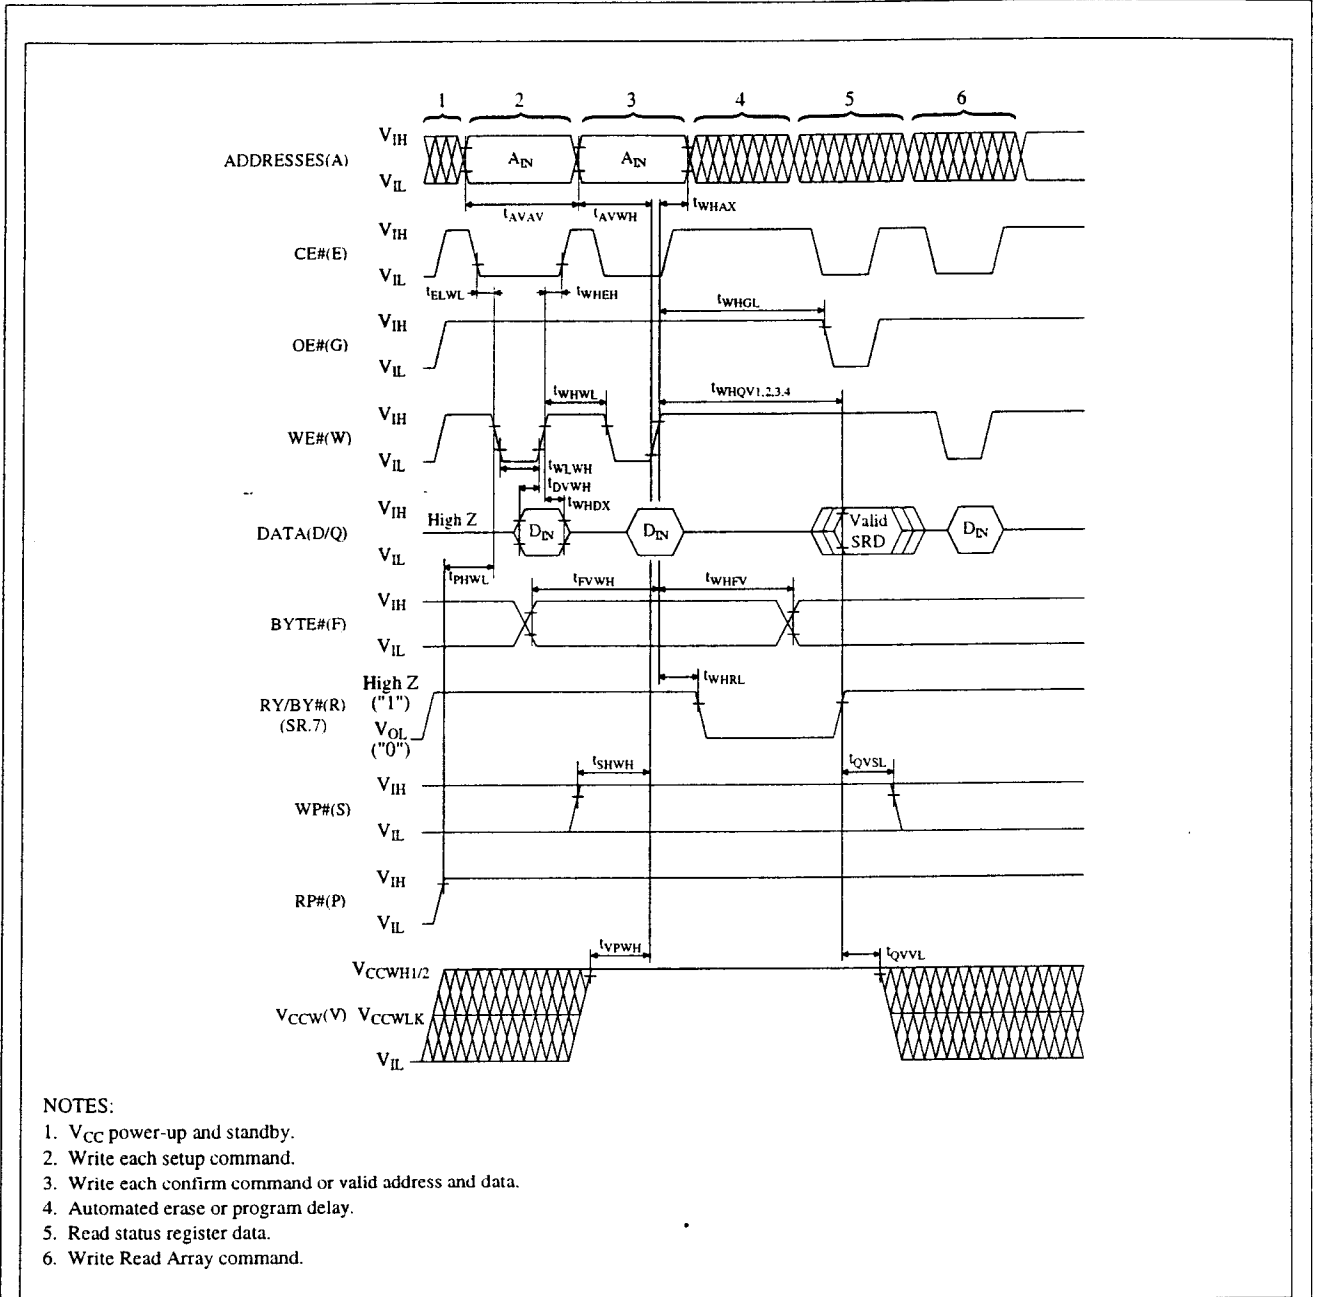 1 2 3 4 5 6
V_IH
ADDRESSES(A) A_IN A_IN
V_IL
t_AVAV t_AVWH t_WHAX
V_IH
CE#(E)
V_IL
t_ELWL t_WHEH
t_WHGL
V_IH
OE#(G)
V_IL
t_WHWL t_WHQV1,2,3,4
V_IH
WE#(W)
V_IL
t_WLWH
t_DVWH
t_WHDX
V_IH
High Z Valid
DATA(D/Q) D_IN D_IN SRD D_IN
V_IL
t_PHWL t_FVWH t_WHFV
V_IH
BYTE#(F)
V_IL
t_WHRL
High Z
RY/BY#(R) ("1")
(SR.7) V_OL
("0")
t_SHWH t_QVSL
V_IH
WP#(S)
V_IL
V_IH
RP#(P)
V_IL
t_VPWH t_QVVL
V_CCWH1/2
V_CCW(V) V_CCWLK
V_IL
NOTES:
1. V_CC power-up and standby.
2. Write each setup command.
3. Write each confirm command or valid address and data.
4. Automated erase or program delay.
5. Read status register data.
6. Write Read Array command.